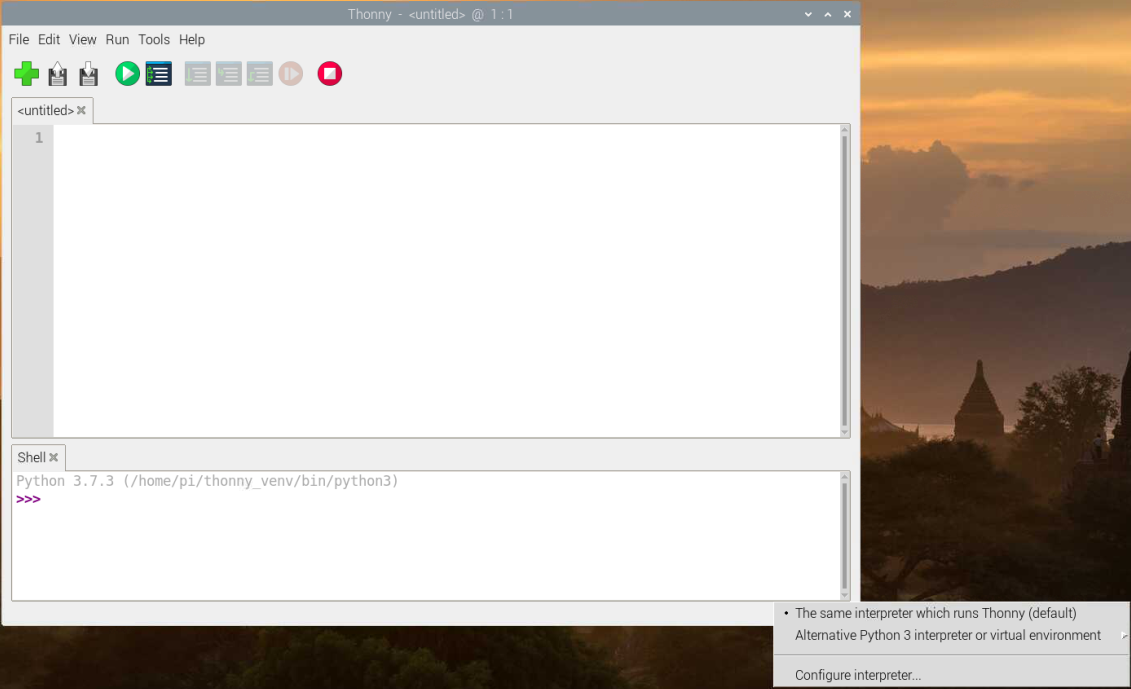 Thonny - <untitled> @ 1 : 1
File Edit View Run Tools Help
<untitled>
1
Shell
Python 3.7.3 (/home/pi/thonny_venv/bin/python3)
>>>
The same interpreter which runs Thonny (default)
Alternative Python 3 interpreter or virtual environment
Configure interpreter...